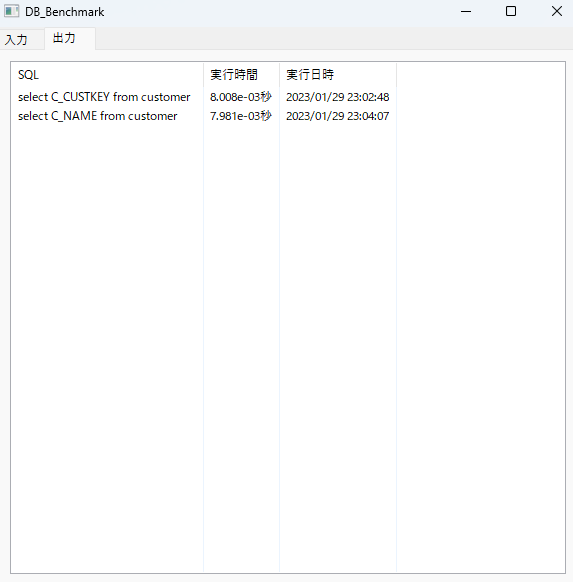 DB_Benchmark
入力 出力
SQL 実行時間 実行日時
select C_CUSTKEY from customer 8.008e-03秒 2023/01/29 23:02:48
select C_NAME from customer 7.981e-03秒 2023/01/29 23:04:07